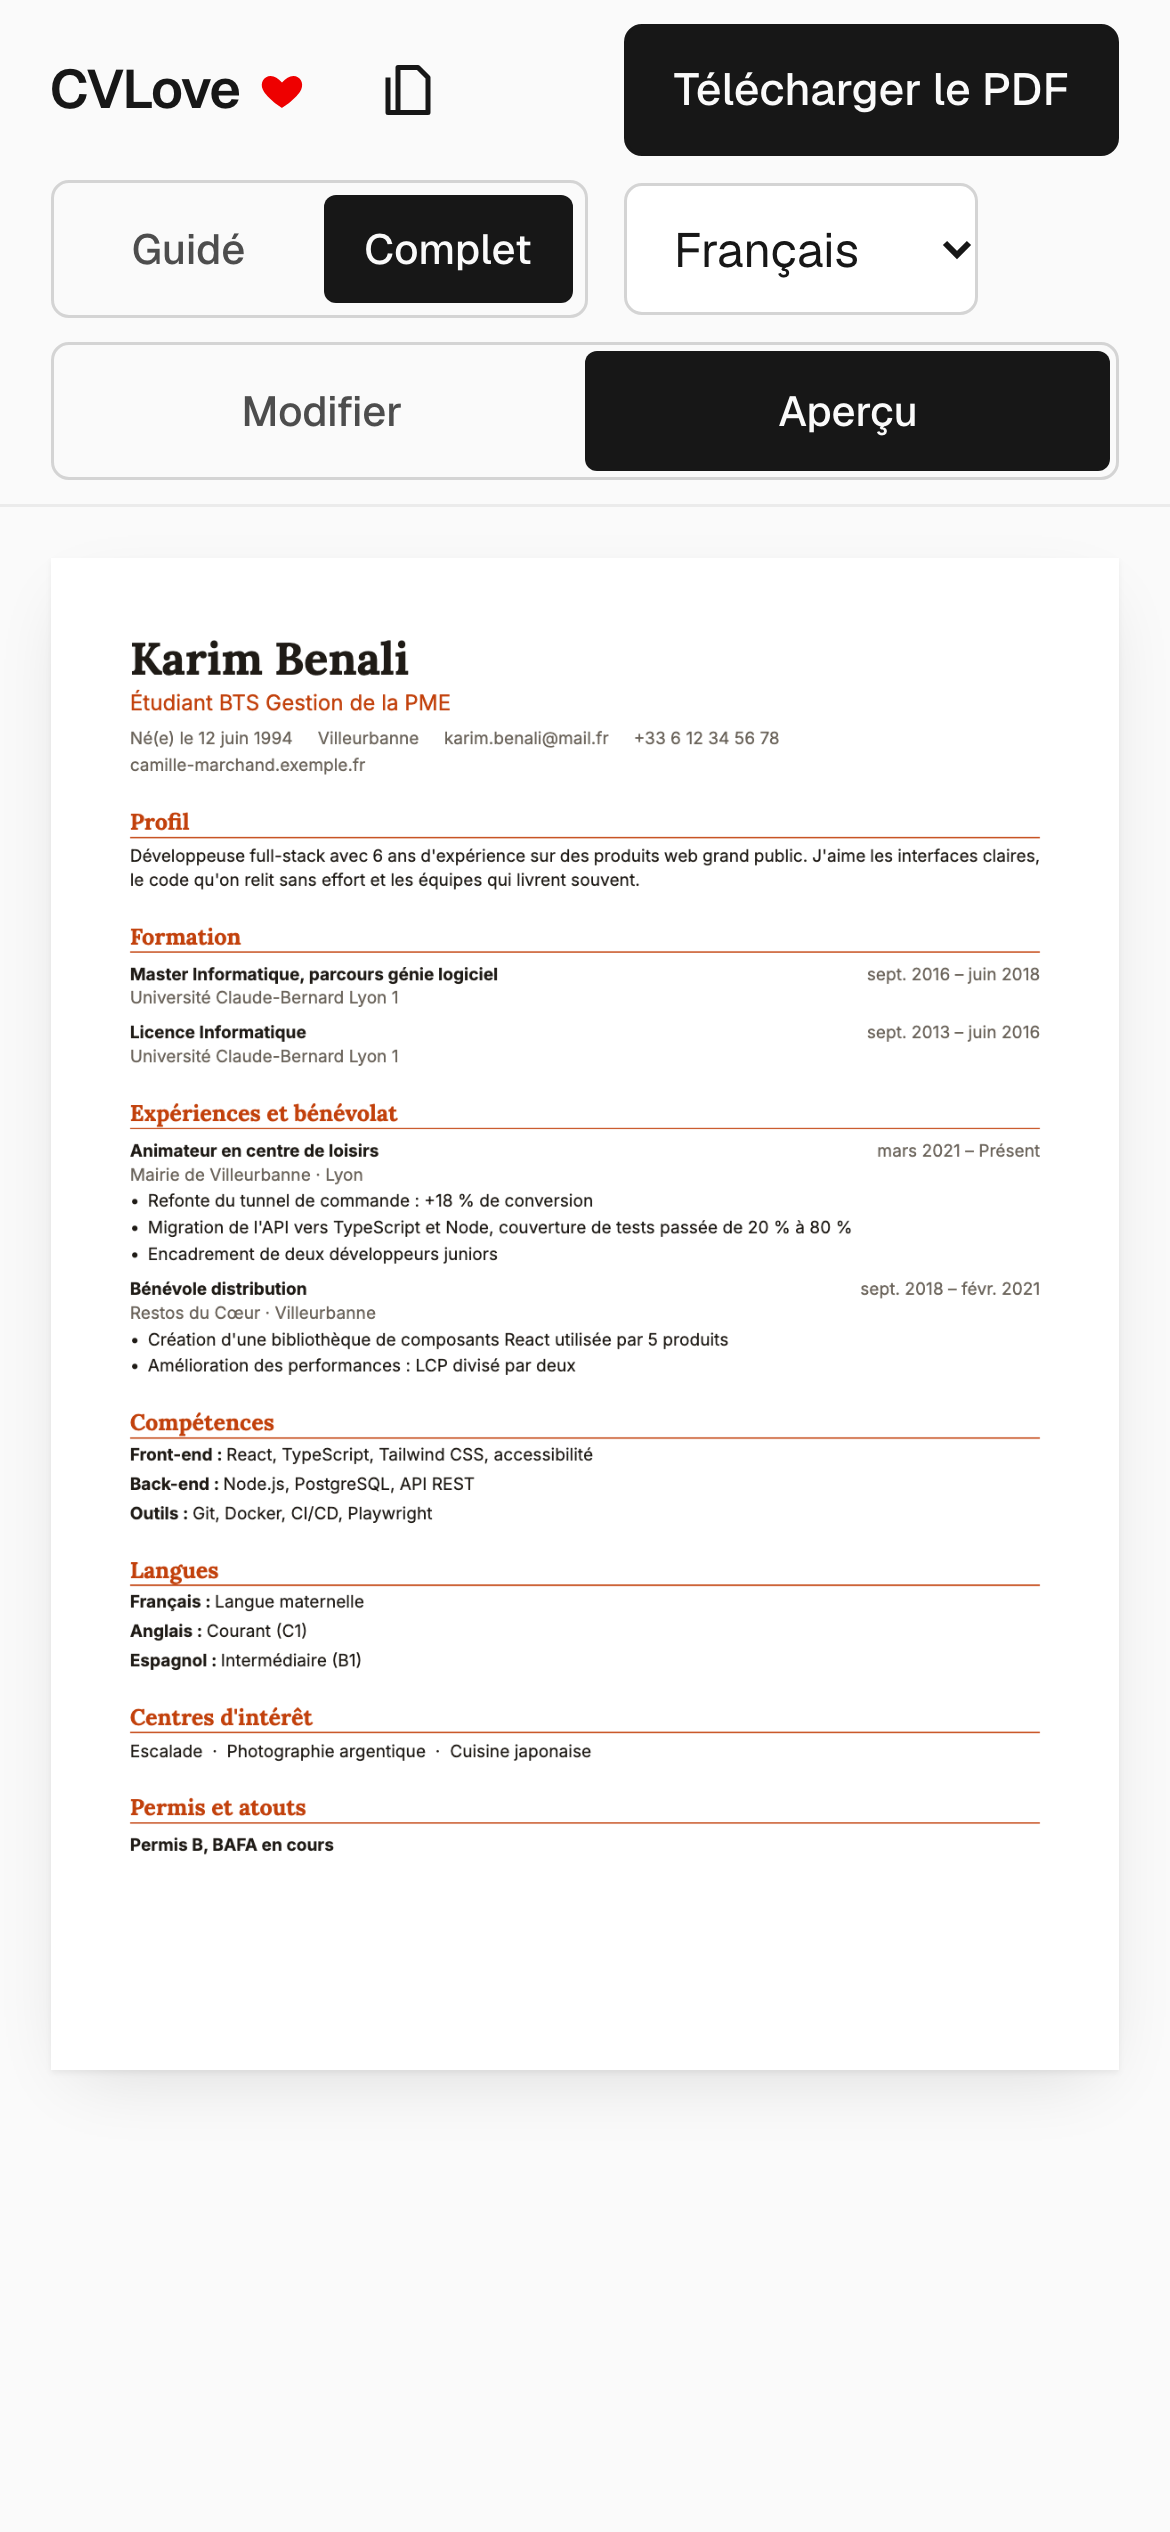 CVLove
Télécharger le PDF
Guidé
Complet
Français
Modifier
Aperçu
Karim Benali
Étudiant BTS Gestion de la PME
Né(e) le 12 juin 1994 Villeurbanne karim.benali@mail.fr +33 6 12 34 56 78
camille-marchand.exemple.fr
Profil
Développeuse full-stack avec 6 ans d'expérience sur des produits web grand public. J'aime les interfaces claires,
le code qu'on relit sans effort et les équipes qui livrent souvent.
Formation
Master Informatique, parcours génie logiciel sept. 2016 – juin 2018
Université Claude-Bernard Lyon 1
Licence Informatique sept. 2013 – juin 2016
Université Claude-Bernard Lyon 1
Expériences et bénévolat
Animateur en centre de loisirs mars 2021 – Présent
Mairie de Villeurbanne · Lyon
• Refonte du tunnel de commande : +18 % de conversion
• Migration de l'API vers TypeScript et Node, couverture de tests passée de 20 % à 80 %
• Encadrement de deux développeurs juniors
Bénévole distribution sept. 2018 – févr. 2021
Restos du Cœur · Villeurbanne
• Création d'une bibliothèque de composants React utilisée par 5 produits
• Amélioration des performances : LCP divisé par deux
Compétences
Front-end : React, TypeScript, Tailwind CSS, accessibilité
Back-end : Node.js, PostgreSQL, API REST
Outils : Git, Docker, CI/CD, Playwright
Langues
Français : Langue maternelle
Anglais : Courant (C1)
Espagnol : Intermédiaire (B1)
Centres d'intérêt
Escalade · Photographie argentique · Cuisine japonaise
Permis et atouts
Permis B, BAFA en cours